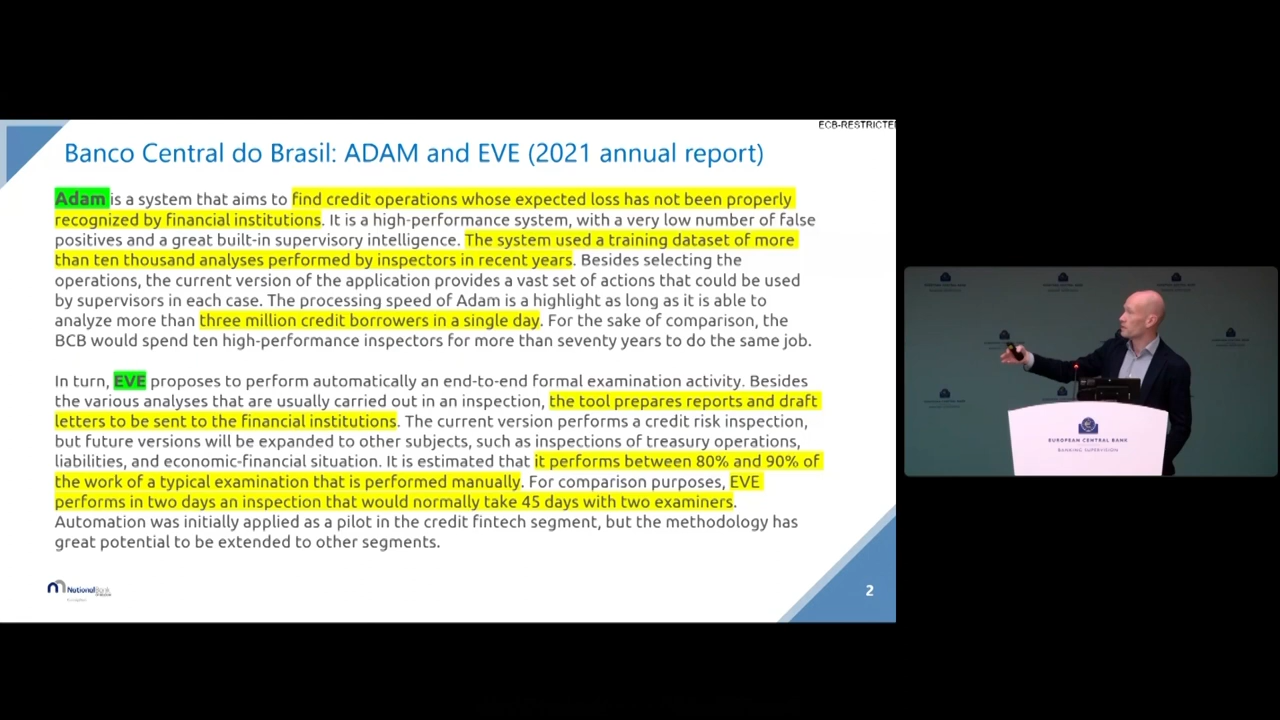 ECB-RESTRICTE
Banco Central do Brasil: ADAM and EVE (2021 annual report)
Adam is a system that aims to find credit operations whose expected loss has not been properly
recognized by financial institutions. It is a high-performance system, with a very low number of false
positives and a great built-in supervisory intelligence. The system used a training dataset of more
than ten thousand analyses performed by inspectors in recent years. Besides selecting the
operations, the current version of the application provides a vast set of actions that could be used
by supervisors in each case. The processing speed of Adam is a highlight as long as it is able to
analyze more than three million credit borrowers in a single day. For the sake of comparison, the
BCB would spend ten high-performance inspectors for more than seventy years to do the same job.
In turn, EVE proposes to perform automatically an end-to-end formal examination activity. Besides
the various analyses that are usually carried out in an inspection, the tool prepares reports and draft
letters to be sent to the financial institutions. The current version performs a credit risk inspection,
but future versions will be expanded to other subjects, such as inspections of treasury operations,
liabilities, and economic-financial situation. It is estimated that it performs between 80% and 90% of
the work of a typical examination that is performed manually. For comparison purposes, EVE
performs in two days an inspection that would normally take 45 days with two examiners.
Automation was initially applied as a pilot in the credit fintech segment, but the methodology has
great potential to be extended to other segments.
NationalBank
2
EUROPEAN CENTRAL BANK
BANKING SUPERVISION